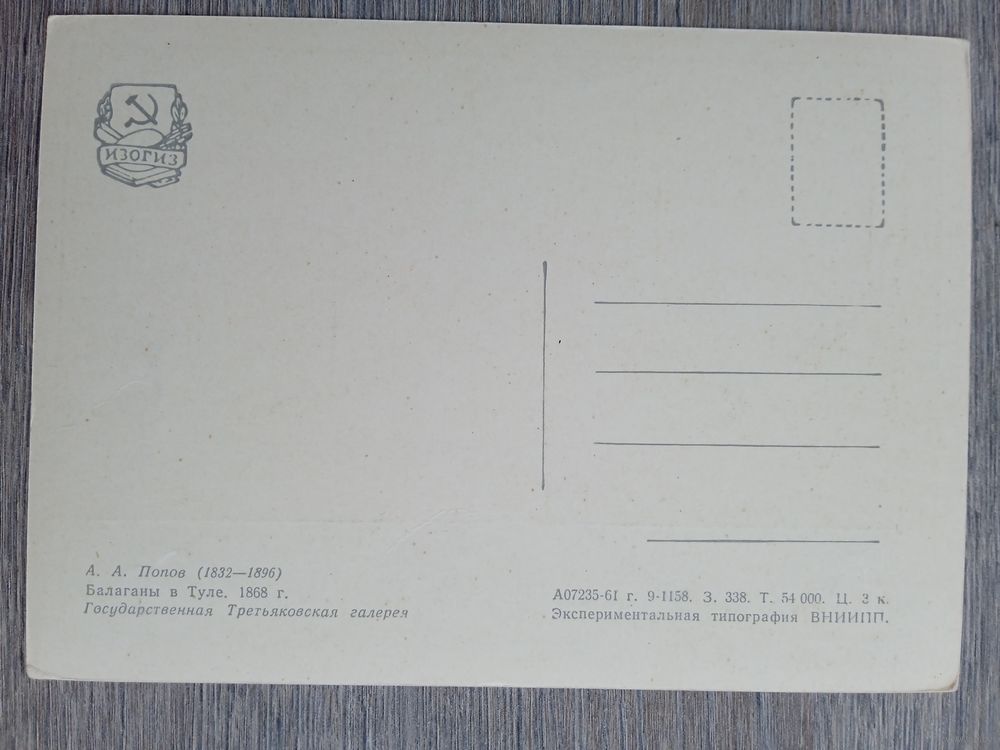 ИЗОГИЗ
А. А. Попов (1832—1896)
Балаганы в Туле. 1868 г.
Государственная Третьяковская галерея
А07235-61 г. 9-1158. З. 338. Т. 54 000. Ц. 3 к.
Экспериментальная типография ВНИИПП.